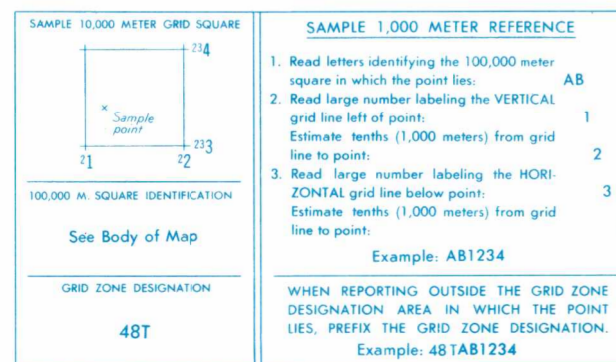 SAMPLE 10,000 METER GRID SQUARE
234
Sample
point
233
21
22
100,000 M. SQUARE IDENTIFICATION
See Body of Map
GRID ZONE DESIGNATION
48T
SAMPLE 1,000 METER REFERENCE
1. Read letters identifying the 100,000 meter
square in which the point lies: AB
2. Read large number labeling the VERTICAL
grid line left of point: 1
Estimate tenths (1,000 meters) from grid
line to point: 2
3. Read large number labeling the HORI-
ZONTAL grid line below point: 3
Estimate tenths (1,000 meters) from grid
line to point:
Example: AB1234
WHEN REPORTING OUTSIDE THE GRID ZONE
DESIGNATION AREA IN WHICH THE POINT
LIES, PREFIX THE GRID ZONE DESIGNATION.
Example: 48TAB1234